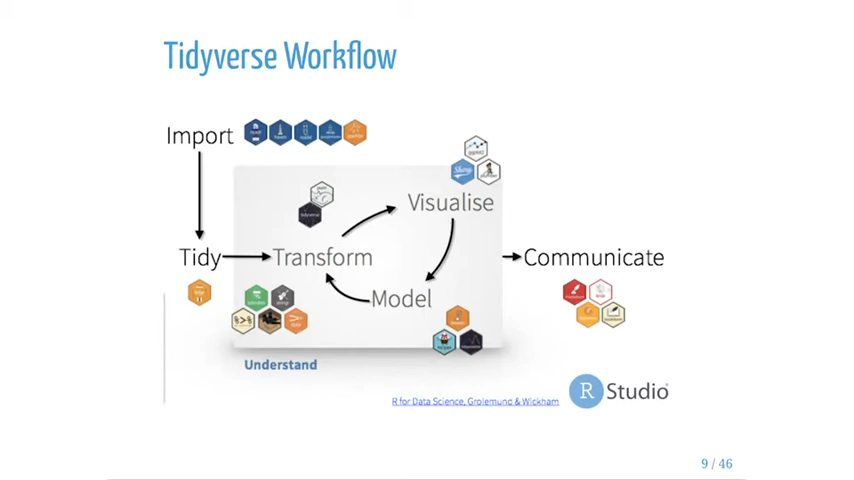 Tidyverse Workflow
Import
Visualise
Tidy
Transform
Communicate
Model
Understand
R for Data Science, Grolemund & Wickham
R Studio
9 / 46